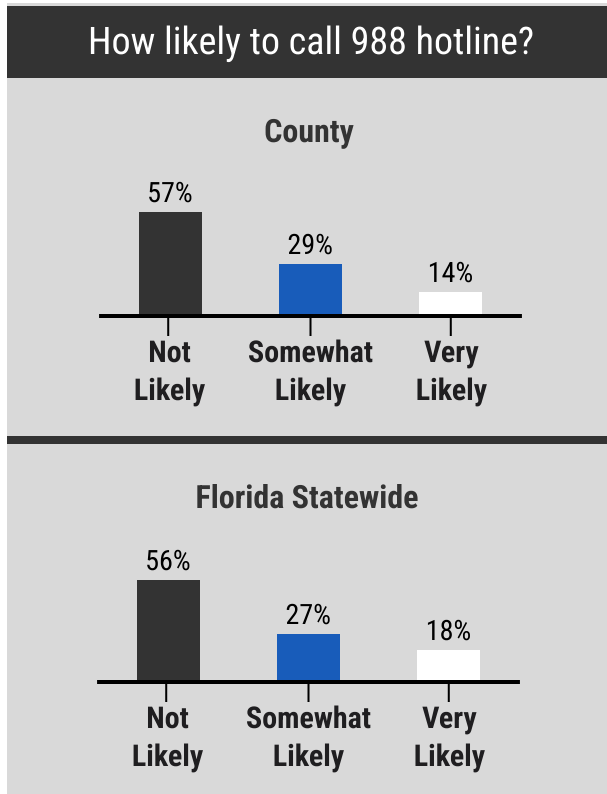 How likely to call 988 hotline?
County
57%
29%
14%
Not
Likely
Somewhat
Likely
Very
Likely
Florida Statewide
56%
27%
18%
Not
Likely
Somewhat
Likely
Very
Likely